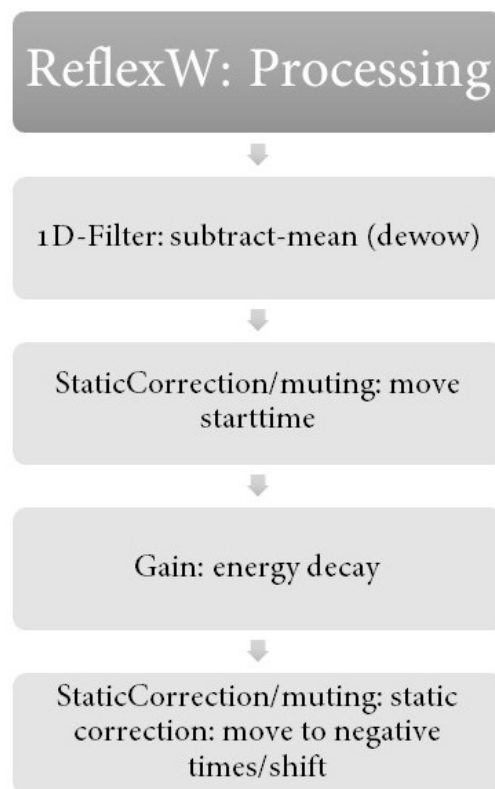 ReflexW: Processing
1D-Filter: subtract-mean (dewow)
StaticCorrection/muting: move
starttime
Gain: energy decay
StaticCorrection/muting: static
correction: move to negative
times/shift